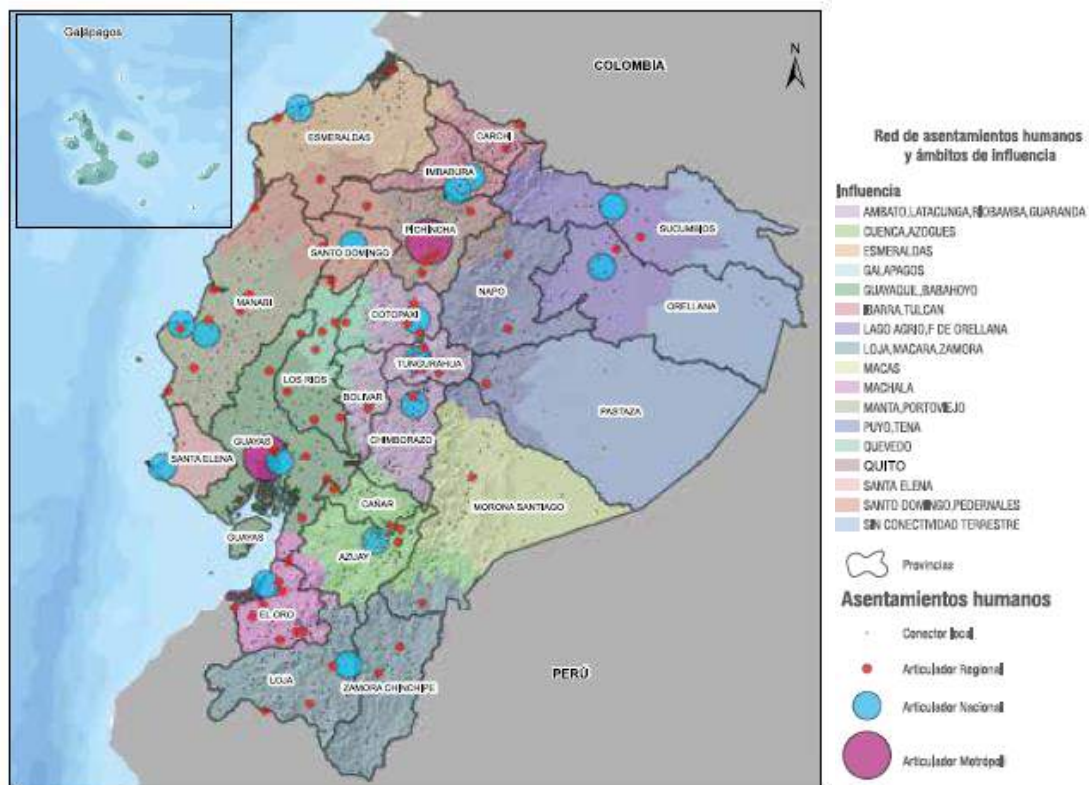 Galápagos
N
COLOMBIA
ESMERALDAS
CARCHI
IMBABURA
PICHINCHA
SUCUMBIOS
SANTO DOMINGO
NAPO
MANABI
COTOPAXI
ORELLANA
TUNGURAHUA
LOS RIOS
BOLIVAR
PASTAZA
CHIMBORAZO
GUAYAS
SANTA ELENA
CAÑAR
MORONA SANTIAGO
GUAYAS
AZUAY
EL ORO
PERÚ
LOJA
ZAMORA CHINCHIPE
Red de asentamientos humanos
y ámbitos de influencia
Influencia
AMBATO,LATACUNGA,RIOBAMBA,GUARANDA
CUENCA,AZOGUES
ESMERALDAS
GALAPAGOS
GUAYAQUIL,BABAHOYO
IBARRA,TULCAN
LAGO AGRIO,F DE ORELLANA
LOJA,MACARA,ZAMORA
MACAS
MACHALA
MANTA,PORTOVIEJO
PUYO,TENA
QUEVEDO
QUITO
SANTA ELENA
SANTO DOMINGO,PEDERNALES
SIN CONECTIVIDAD TERRESTRE
Provincias
Asentamientos humanos
Conector local
Articulador Regional
Articulador Nacional
Articulador Metrópoli